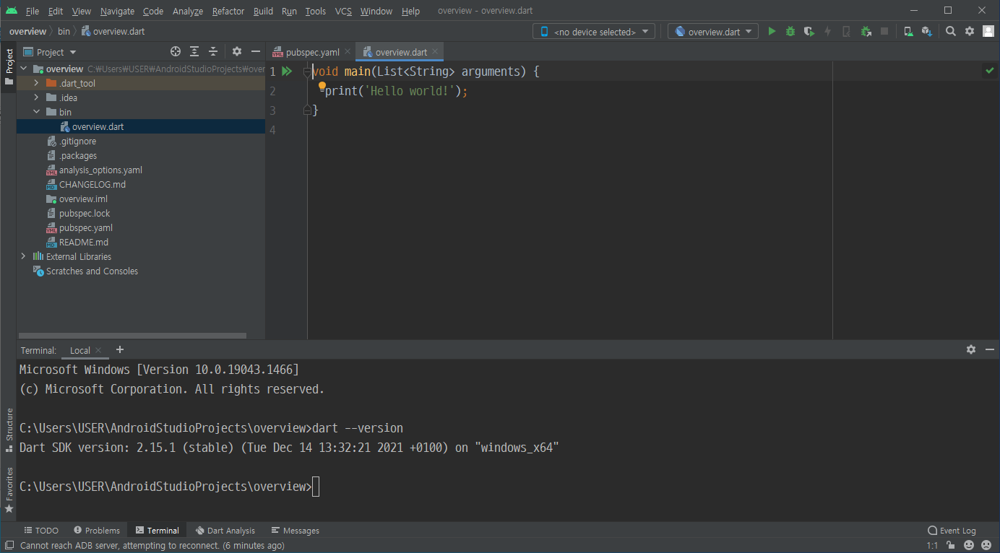 File Edit View Navigate Code Analyze Refactor Build Run Tools VCS Window Help overview - overview.dart
overview bin overview.dart <no device selected> overview.dart
Project
Project
pubspec.yaml overview.dart
overview C:₩Users₩USER₩AndroidStudioProjects₩over
.dart_tool
.idea
bin
overview.dart
.gitignore
.packages
analysis_options.yaml
CHANGELOG.md
overview.iml
pubspec.lock
pubspec.yaml
README.md
External Libraries
Scratches and Consoles
1 void main(List<String> arguments) {
2 print('Hello world!');
3 }
4
Terminal: Local
Microsoft Windows [Version 10.0.19043.1466]
(c) Microsoft Corporation. All rights reserved.
C:\Users\USER\AndroidStudioProjects\overview>dart --version
Dart SDK version: 2.15.1 (stable) (Tue Dec 14 13:32:21 2021 +0100) on "windows_x64"
C:\Users\USER\AndroidStudioProjects\overview>
Structure
Favorites
TODO Problems Terminal Dart Analysis Messages Event Log
Cannot reach ADB server, attempting to reconnect. (6 minutes ago) 1:1